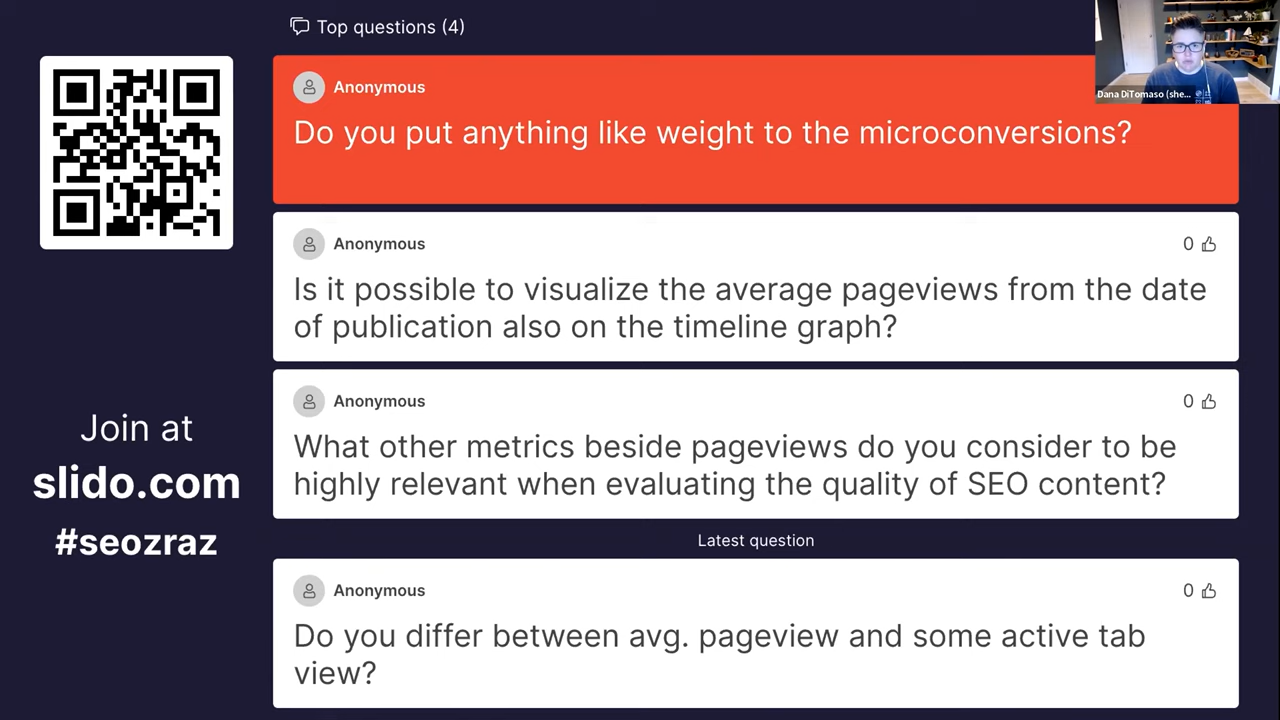 Top questions (4)
Anonymous
Do you put anything like weight to the microconversions?
Dana DiTomaso (she...
Anonymous
0
Is it possible to visualize the average pageviews from the date
of publication also on the timeline graph?
Anonymous
0
What other metrics beside pageviews do you consider to be
highly relevant when evaluating the quality of SEO content?
Latest question
Anonymous
0
Do you differ between avg. pageview and some active tab
view?
Join at
slido.com
#seozraz